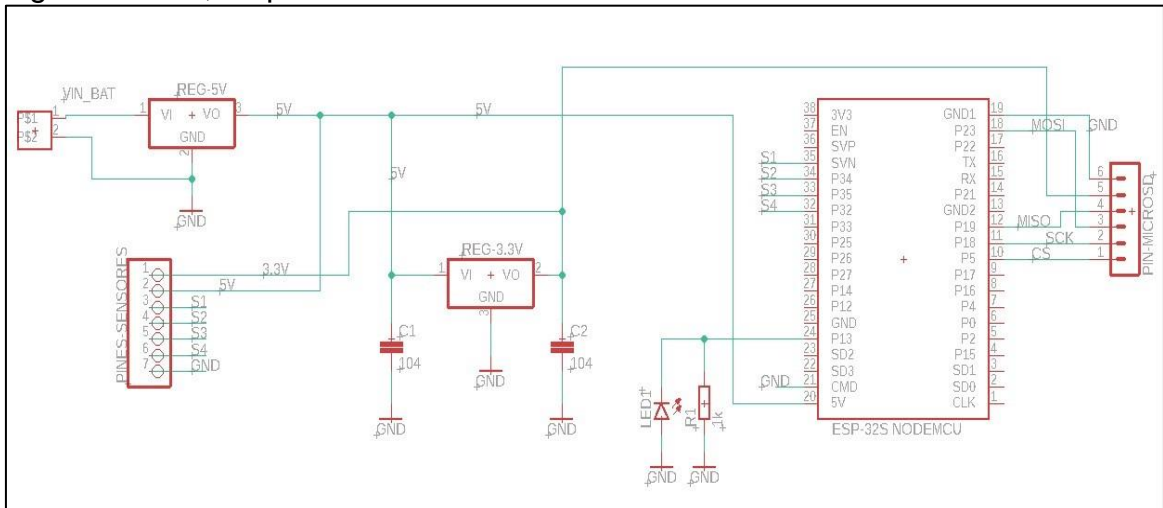 VIN_BAT
P$1
P$2
1
2
REG-5V
1 VI + VO 3
GND
2
GND
5V
5V
5V
PINES-SENSORES
1 3.3V
2 5V
3 S1
4 S2
5 S3
6 S4
7 GND
REG-3.3V
1 VI + VO 2
GND
3
GND
C1
104
GND
C2
104
GND
LED1
GND
R1
1k
GND
S1
S2
S3
S4
GND
38 3V3 GND1 19
37 EN P23 18 MOSI GND
36 SVP P22 17
35 SVN TX 16
34 P34 RX 15
33 P35 P21 14
32 P32 GND2 13
31 P33 P19 12 MISO
30 P25 P18 11 SCK
29 P26 P5 10 CS
28 P27 P17 9
27 P14 P16 8
26 P12 P4 7
25 GND P0 6
24 P13 P2 5
23 SD2 P15 4
22 SD3 SD1 3
21 CMD SD0 2
20 5V CLK 1
ESP-32S NODEMCU
6
5
4
3
2
1
PIN-MICROSD